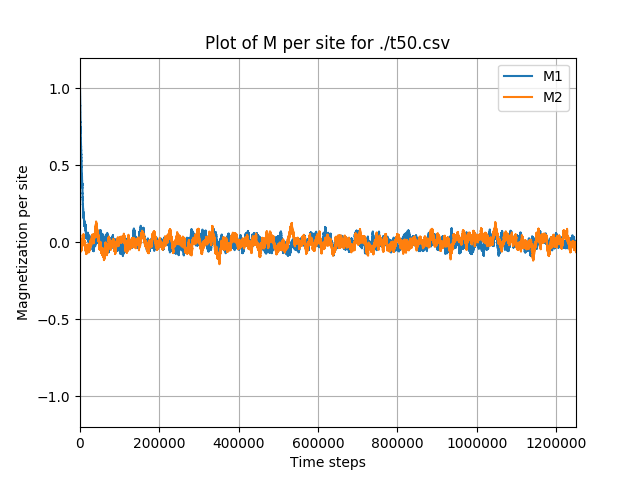 Plot of M per site for ./t50.csv
M1
M2
1.0
0.5
0.0
−0.5
−1.0
Magnetization per site
0 200000 400000 600000 800000 1000000 1200000
Time steps